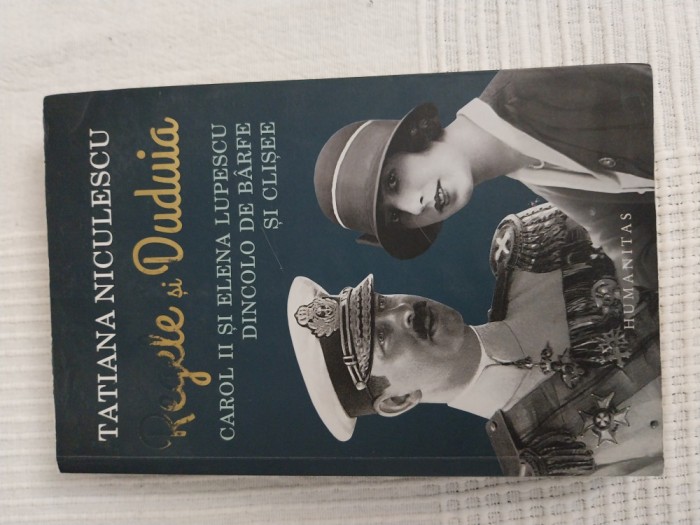 TATIANA NICULESCU
Regele și Duduia
CAROL II ȘI ELENA LUPESCU
DINCOLO DE BÂRFE
ȘI CLIȘEE
HUMANITAS